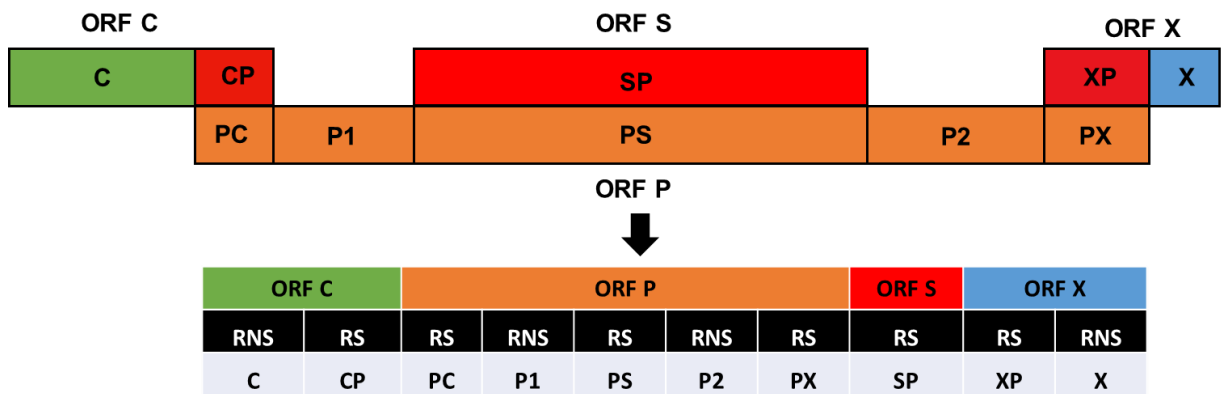 ORF C ORF S ORF X
C CP SP XP X
PC P1 PS P2 PX
ORF P
ORF C ORF P ORF S ORF X
RNS RS RS RNS RS RNS RS RS RS RNS
C CP PC P1 PS P2 PX SP XP X